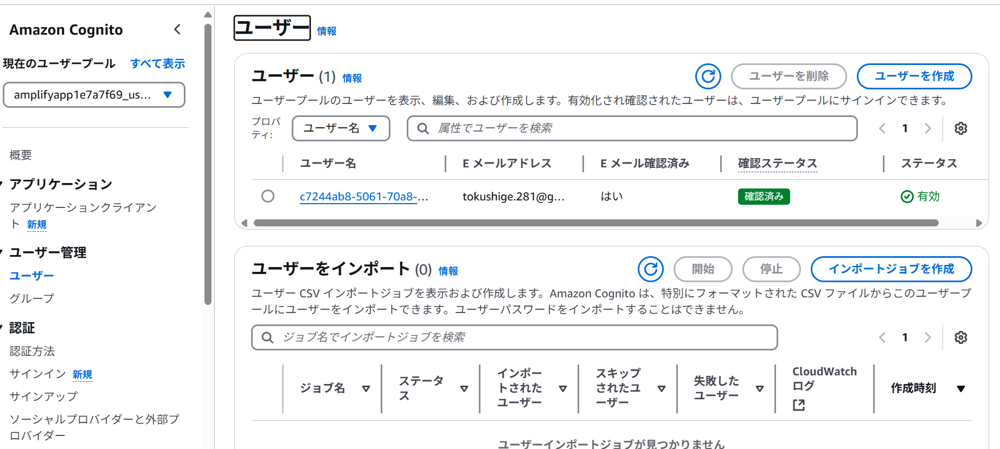 Amazon Cognito
現在のユーザープール すべて表示
amplifyapp1e7a7f69_us...
概要
アプリケーション
アプリケーションクライアン
ト 新規
ユーザー管理
ユーザー
グループ
認証
認証方法
サインイン 新規
サインアップ
ソーシャルプロバイダーと外部プ
ロバイダー
ユーザー 情報
ユーザー (1) 情報
ユーザーを削除
ユーザーを作成
ユーザープールのユーザーを表示、編集、および作成します。有効化され確認されたユーザーは、ユーザープールにサインインできます。
プロパ
ティ:
ユーザー名
属性でユーザーを検索
1
ユーザー名 E メールアドレス E メール確認済み 確認ステータス ステータス
c7244ab8-5061-70a8-... tokushige.281@g... はい 確認済み 有効
ユーザーをインポート (0) 情報
開始
停止
インポートジョブを作成
ユーザー CSV インポートジョブを表示および作成します。Amazon Cognito は、特別にフォーマットされた CSV ファイルからこのユーザープ
ールにユーザーをインポートできます。ユーザーパスワードをインポートすることはできません。
ジョブ名でインポートジョブを検索
1
ジョブ名
ステータ
ス
インポー
トされた
ユーザー
スキップ
されたユ
ーザー
失敗した
ユーザー
CloudWatch
ログ
作成時刻
ユーザーインポートジョブが見つかりません